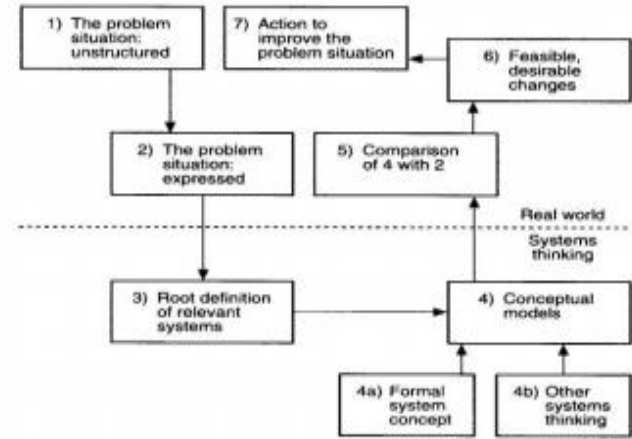 1) The problem
situation:
unstructured
7) Action to
improve the
problem situation
6) Feasible,
desirable
changes
2) The problem
situation:
expressed
5) Comparison
of 4 with 2
Real world
Systems
thinking
3) Root definition
of relevant
systems
4) Conceptual
models
4a) Formal
system
concept
4b) Other
systems
thinking